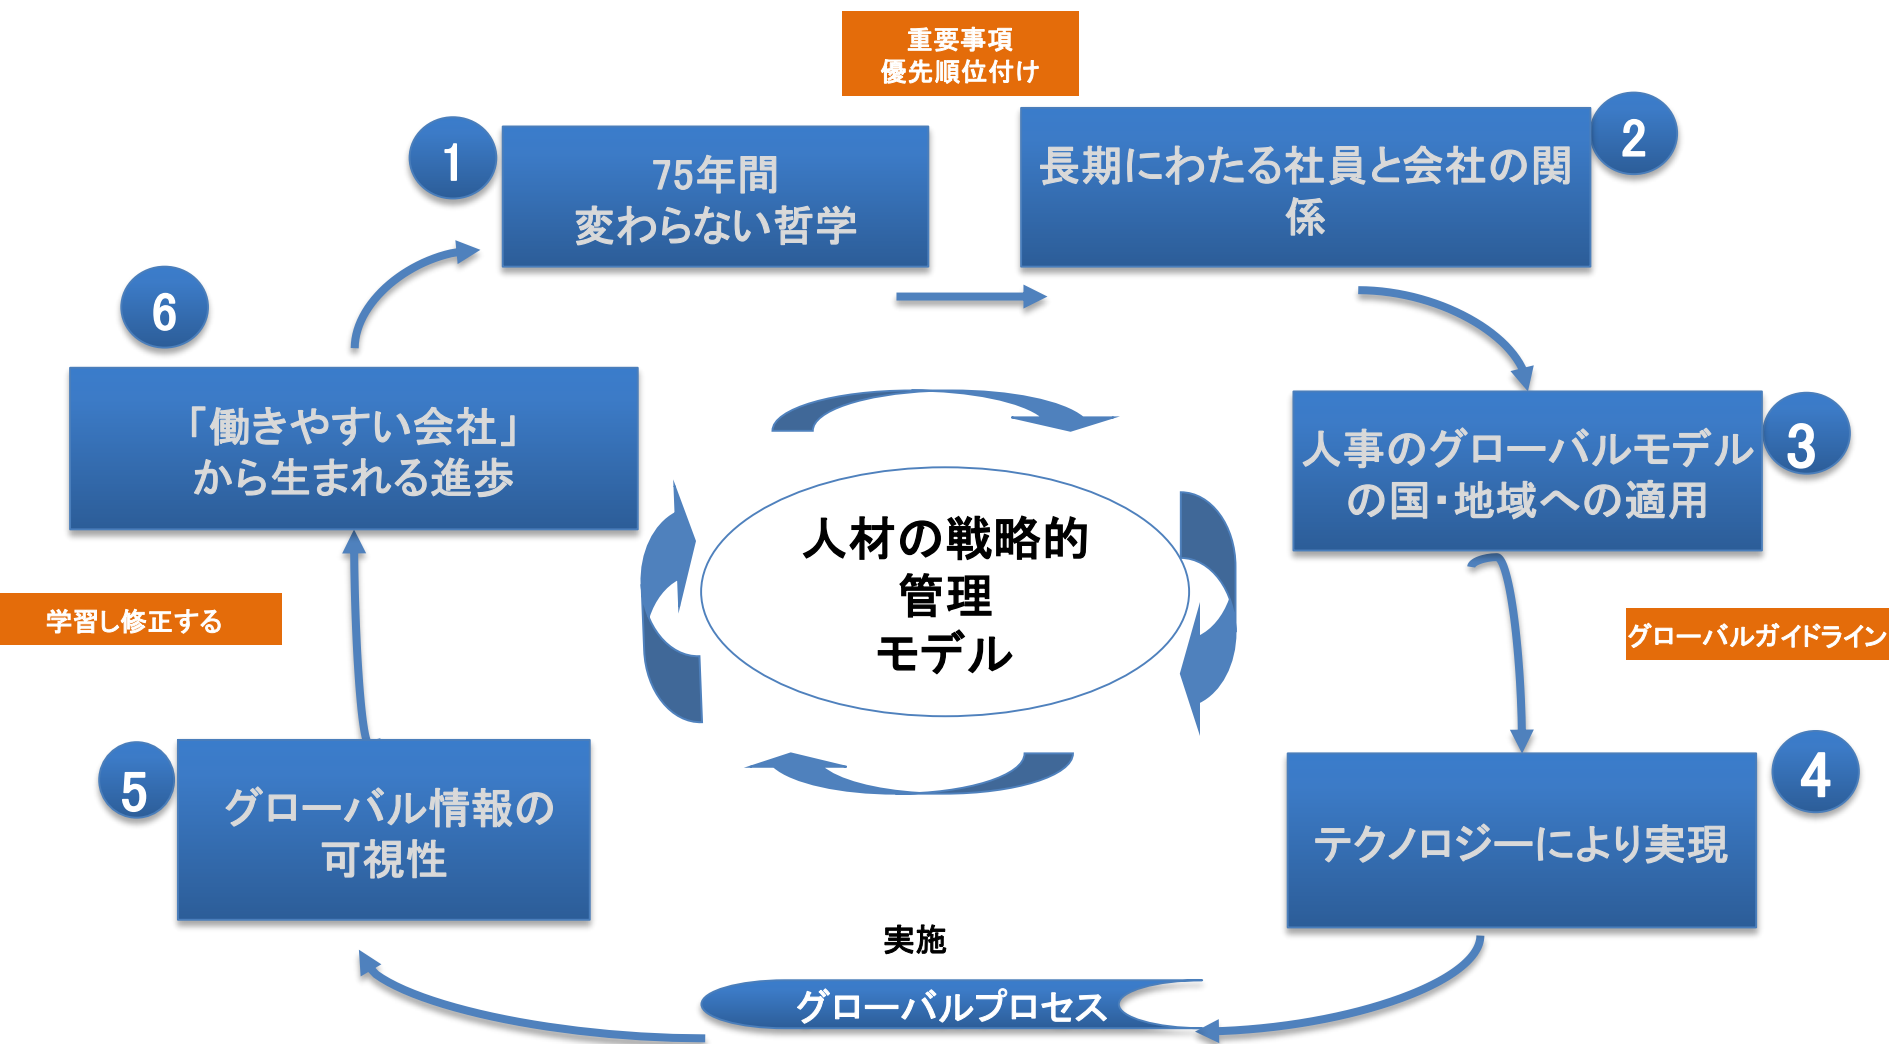 重要事項
優先順位付け
1
75年間
変わらない哲学
2
長期にわたる社員と会社の関
係
6
「働きやすい会社」
から生まれる進歩
3
人事のグローバルモデル
の国・地域への適用
人材の戦略的
管理
モデル
学習し修正する
グローバルガイドライン
5
グローバル情報の
可視性
4
テクノロジーにより実現
実施
グローバルプロセス